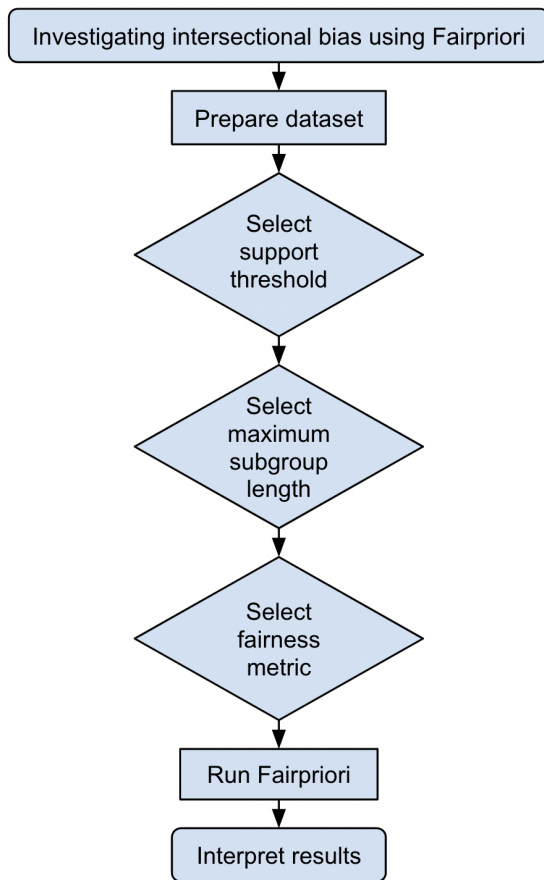 Investigating intersectional bias using Fairpriori
Prepare dataset
Select
support
threshold
Select
maximum
subgroup
length
Select
fairness
metric
Run Fairpriori
Interpret results